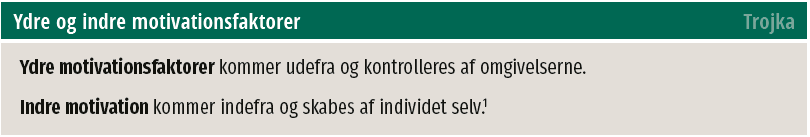 Ydre og indre motivationsfaktorer Trojka
Ydre motivationsfaktorer kommer udefra og kontrolleres af omgivelserne.
Indre motivation kommer indefra og skabes af individet selv.¹